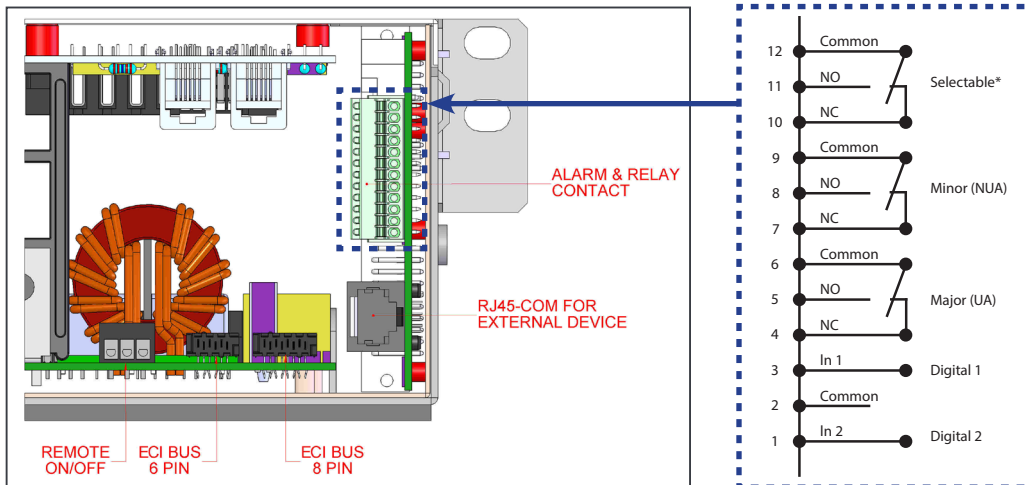 ALARM & RELAY
CONTACT
RJ45-COM FOR
EXTERNAL DEVICE
REMOTE
ON/OFF
ECI BUS
6 PIN
ECI BUS
8 PIN
12 Common
11 NO Selectable*
10 NC
9 Common
8 NO Minor (NUA)
7 NC
6 Common
5 NO Major (UA)
4 NC
3 In 1 Digital 1
2 Common
1 In 2 Digital 2